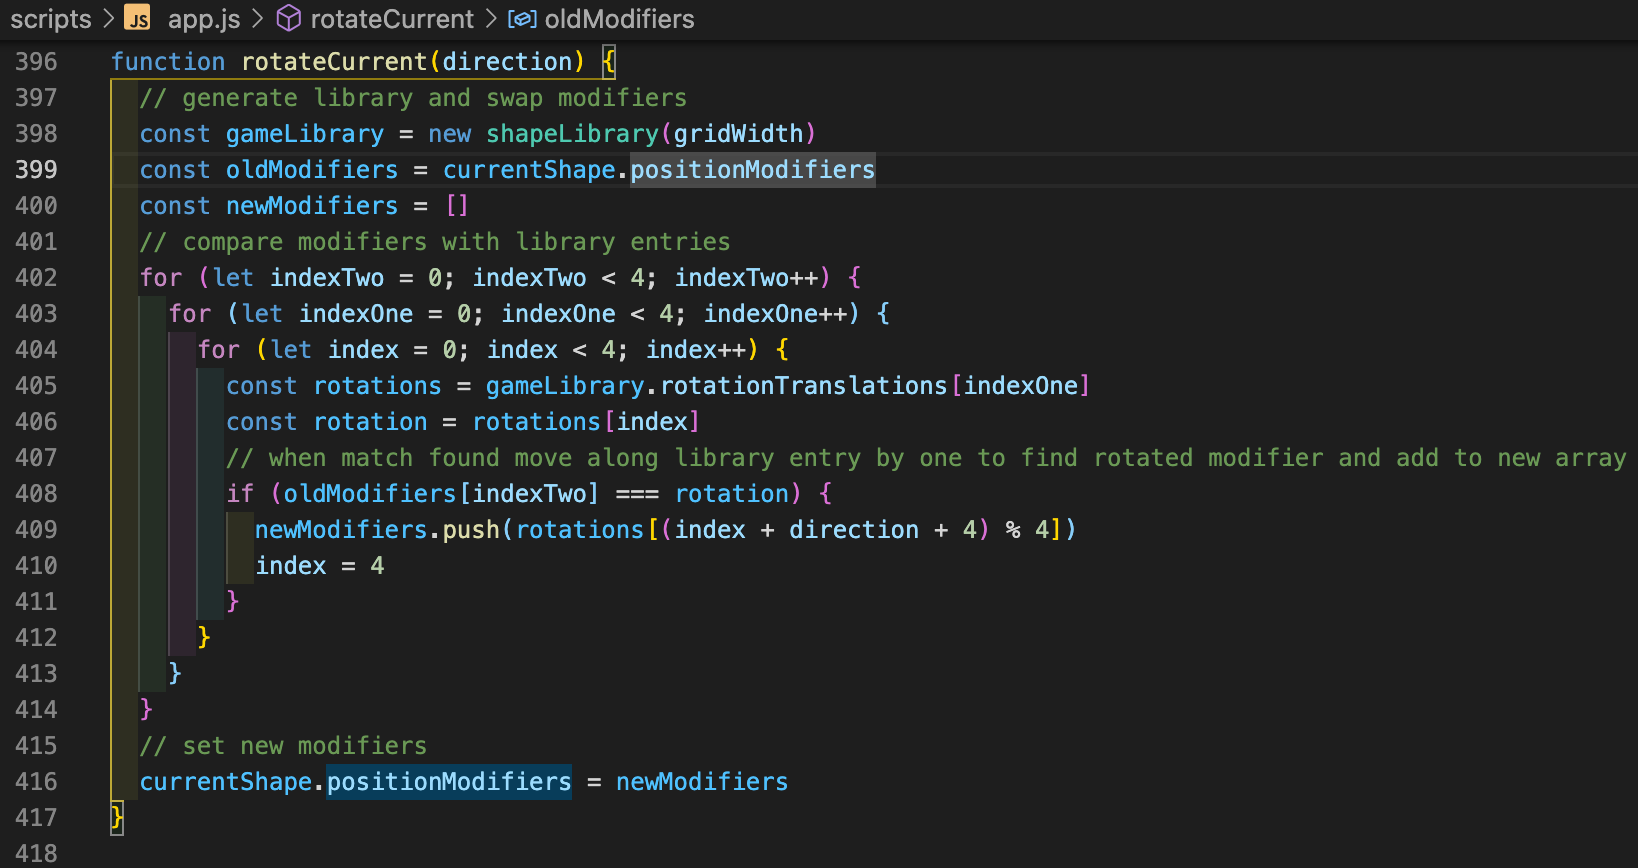 scripts > JS app.js > rotateCurrent > oldModifiers
396 function rotateCurrent(direction) {
397 // generate library and swap modifiers
398 const gameLibrary = new shapeLibrary(gridWidth)
399 const oldModifiers = currentShape.positionModifiers
400 const newModifiers = []
401 // compare modifiers with library entries
402 for (let indexTwo = 0; indexTwo < 4; indexTwo++) {
403 for (let indexOne = 0; indexOne < 4; indexOne++) {
404 for (let index = 0; index < 4; index++) {
405 const rotations = gameLibrary.rotationTranslations[indexOne]
406 const rotation = rotations[index]
407 // when match found move along library entry by one to find rotated modifier and add to new array
408 if (oldModifiers[indexTwo] === rotation) {
409 newModifiers.push(rotations[(index + direction + 4) % 4])
410 index = 4
411 }
412 }
413 }
414 }
415 // set new modifiers
416 currentShape.positionModifiers = newModifiers
417 }
418